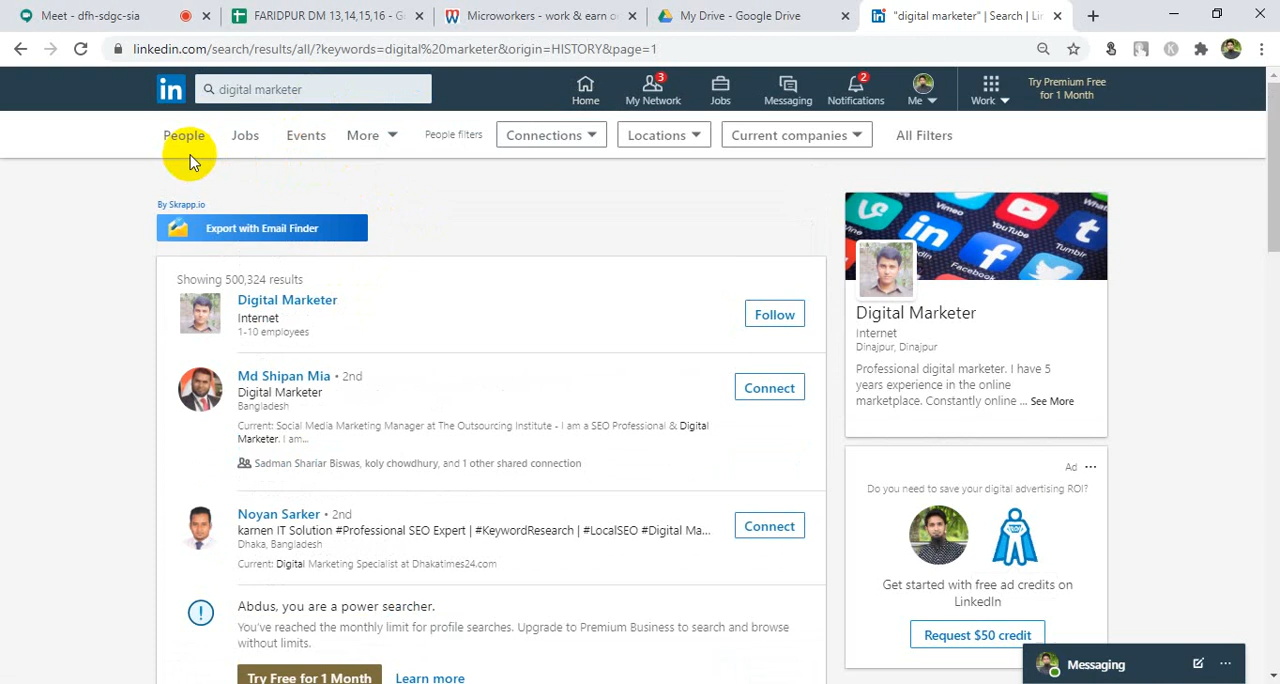 Meet - dfh-sdgc-sia
FARIDPUR DM 13,14,15,16 - G
Microworkers - work & earn o
My Drive - Google Drive
"digital marketer" | Search | Li
linkedin.com/search/results/all/?keywords=digital%20marketer&origin=HISTORY&page=1
in
digital marketer
3
2
Home
My Network
Jobs
Messaging
Notifications
Me
Work
Try Premium Free
for 1 Month
People
Jobs
Events
More
People filters
Connections
Locations
Current companies
All Filters
By Skrapp.io
Export with Email Finder
Showing 500,324 results
Digital Marketer
Internet
1-10 employees
Follow
Md Shipan Mia • 2nd
Digital Marketer
Bangladesh
Current: Social Media Marketing Manager at The Outsourcing Institute - I am a SEO Professional & Digital
Marketer. I am...
Sadman Shariar Biswas, koly chowdhury, and 1 other shared connection
Connect
Noyan Sarker • 2nd
karnen IT Solution #Professional SEO Expert | #KeywordResearch | #LocalSEO #Digital Ma...
Dhaka, Bangladesh
Current: Digital Marketing Specialist at Dhakatimes24.com
Connect
Abdus, you are a power searcher.
You've reached the monthly limit for profile searches. Upgrade to Premium Business to search and browse
without limits.
Try Free for 1 Month
Learn more
Vimeo
What
YouTube
Tumb
Linkedin
Facebook
Twitter
Digital Marketer
Internet
Dinajpur, Dinajpur
Professional digital marketer. I have 5
years experience in the online
marketplace. Constantly online ... See More
Ad
Do you need to save your digital advertising ROI?
Get started with free ad credits on
LinkedIn
Request $50 credit
Messaging